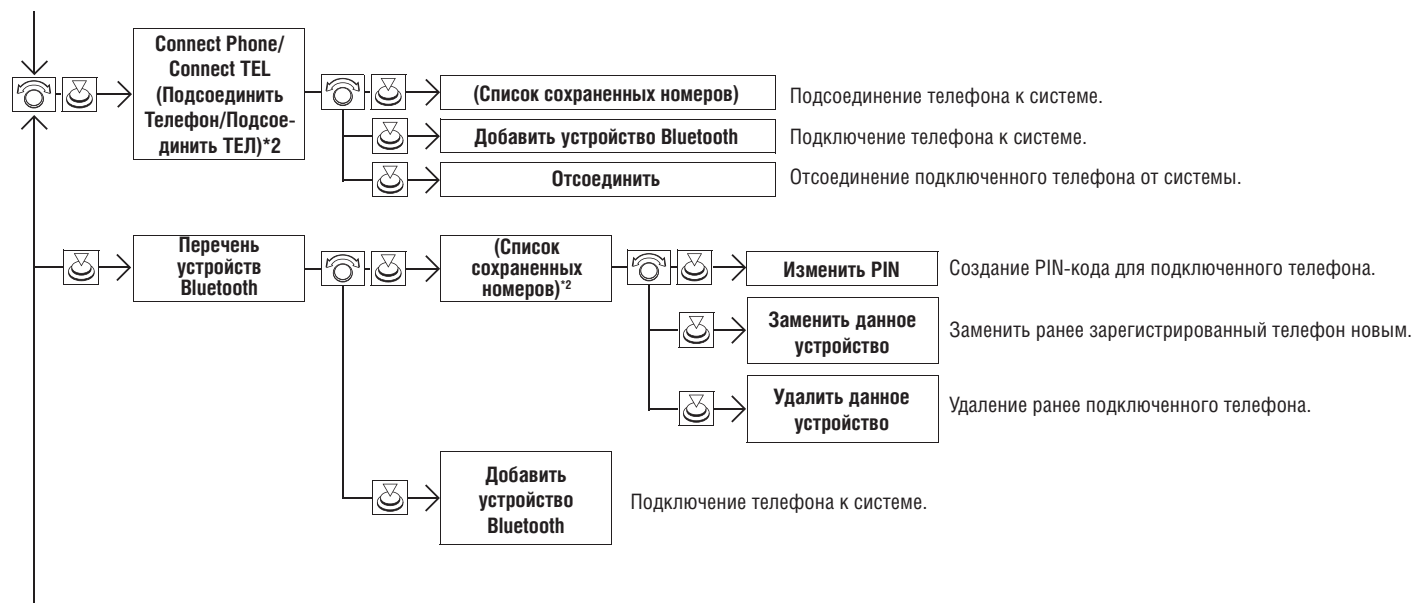 Connect Phone/
Connect TEL
(Подсоединить
Телефон/Подсое-
динить ТЕЛ)*2
(Список сохраненных номеров)
Подсоединение телефона к системе.
Добавить устройство Bluetooth
Подключение телефона к системе.
Отсоединить
Отсоединение подключенного телефона от системы.
Перечень
устройств
Bluetooth
(Список
сохраненных
номеров)*2
Изменить PIN
Создание PIN-кода для подключенного телефона.
Заменить данное
устройство
Заменить ранее зарегистрированный телефон новым.
Удалить данное
устройство
Удаление ранее подключенного телефона.
Добавить
устройство
Bluetooth
Подключение телефона к системе.